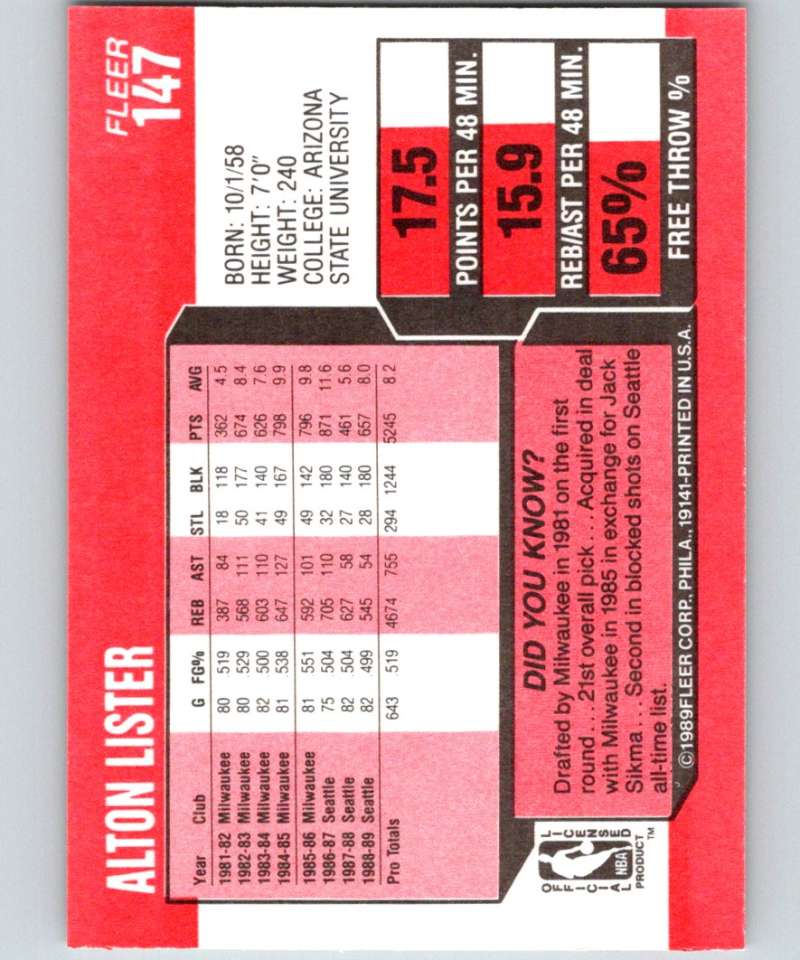 ALTON LISTER
FLEER
147
Year Club G FG% REB AST STL BLK PTS AVG
1981-82 Milwaukee 80 .519 387 84 18 118 362 4.5
1982-83 Milwaukee 80 .529 568 111 50 177 674 8.4
1983-84 Milwaukee 82 .500 603 110 41 140 626 7.6
1984-85 Milwaukee 81 .538 647 127 49 167 798 9.9
1985-86 Milwaukee 81 .551 592 101 49 142 796 9.8
1986-87 Seattle 75 .504 705 110 32 180 871 11.6
1987-88 Seattle 82 .504 627 58 27 140 461 5.6
1988-89 Seattle 82 .499 545 54 28 180 657 8.0
Pro Totals 643 .519 4674 755 294 1244 5245 8.2
BORN: 10/1/58
HEIGHT: 7'0"
WEIGHT: 240
COLLEGE: ARIZONA
STATE UNIVERSITY
17.5
POINTS PER 48 MIN.
15.9
REB/AST PER 48 MIN.
65%
FREE THROW %
DID YOU KNOW?
Drafted by Milwaukee in 1981 on the first
round . . . 21st overall pick . . . Acquired in deal
with Milwaukee in 1985 in exchange for Jack
Sikma . . . Second in blocked shots on Seattle
all-time list.
OFFICIAL LICENSED
NBA
PRODUCT™
©1989 FLEER CORP., PHILA., 19141-PRINTED IN U.S.A.